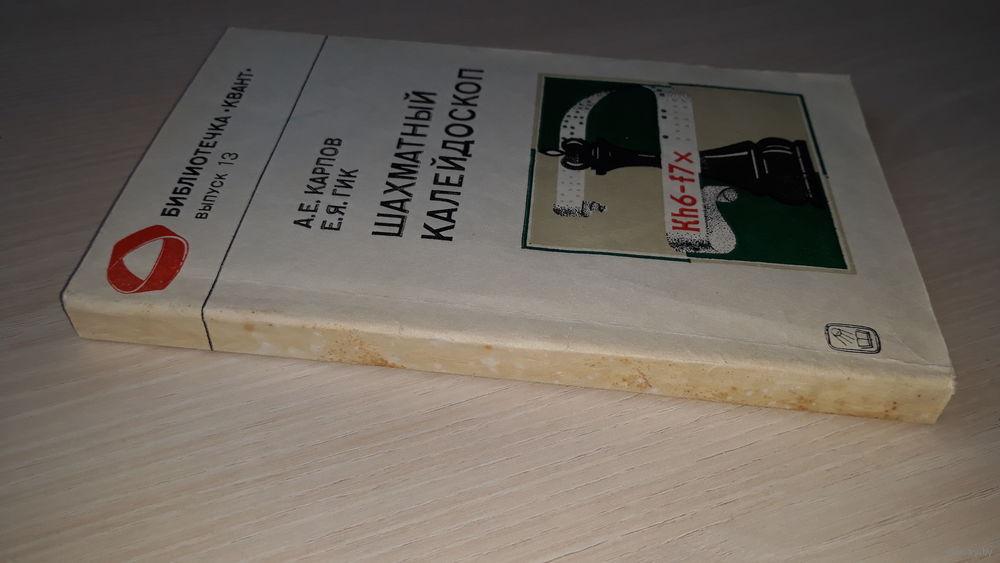 БИБЛИОТЕЧКА «КВАНТ»
ВЫПУСК 13
А.Е. КАРПОВ
Е.Я. ГИК
ШАХМАТНЫЙ
КАЛЕЙДОСКОП
Kh6-f7x